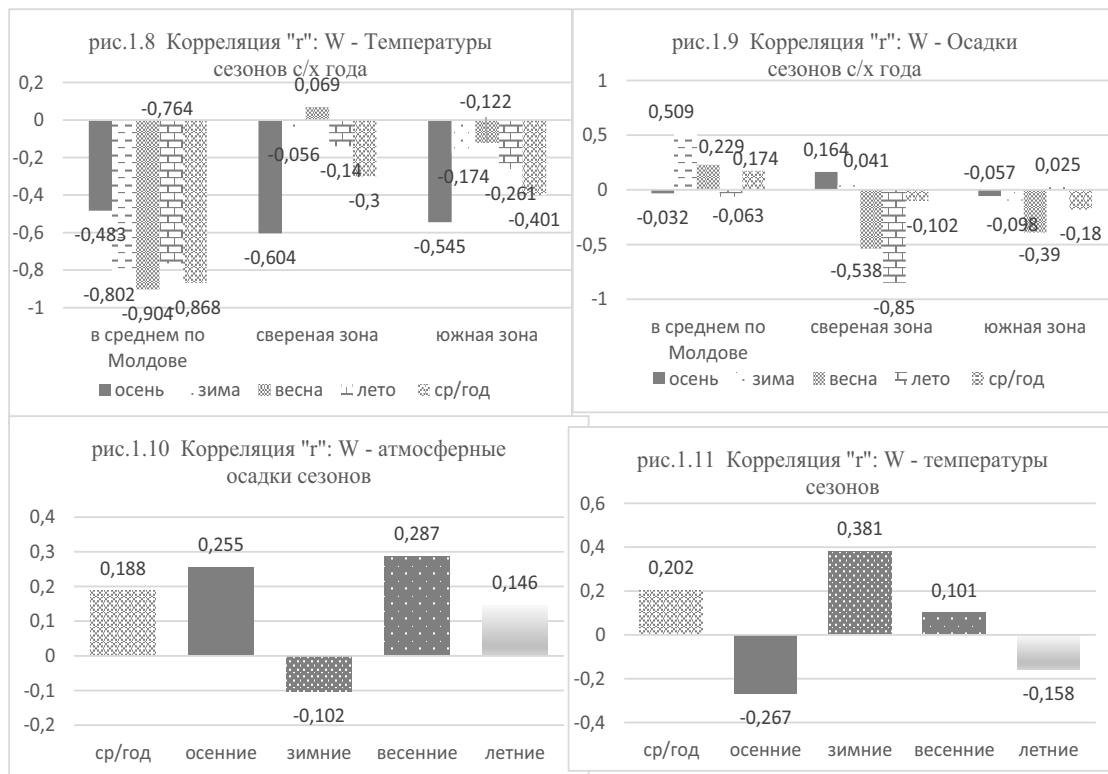 рис.1.8 Корреляция "r": W - Температуры
сезонов с/х года
0,2
0
-0,2
-0,4
-0,6
-0,8
-1
-0,764
0,069
-0,122
-0,056
-0,14
-0,3
-0,174
-0,261
-0,401
-0,483
-0,604
-0,545
-0,802
-0,904
-0,868
в среднем по
Молдове
свереная зона
южная зона
осень
зима
весна
лето
ср/год
рис.1.9 Корреляция "r": W - Осадки
сезонов с/х года
1
0,5
0
-0,5
-1
0,509
0,229
0,174
0,164
0,041
-0,057
0,025
-0,032
-0,063
-0,102
-0,098
-0,18
-0,538
-0,39
-0,85
в среднем по
Молдове
свереная зона
южная зона
осень
зима
весна
лето
ср/год
рис.1.10 Корреляция "r": W - атмосферные
осадки сезонов
0,4
0,3
0,2
0,1
0
-0,1
-0,2
0,188
0,255
-0,102
0,287
0,146
ср/год
осенние
зимние
весенние
летние
рис.1.11 Корреляция "r": W - температуры
сезонов
0,6
0,4
0,2
0
-0,2
-0,4
0,202
-0,267
0,381
0,101
-0,158
ср/год
осенние
зимние
весенние
летние